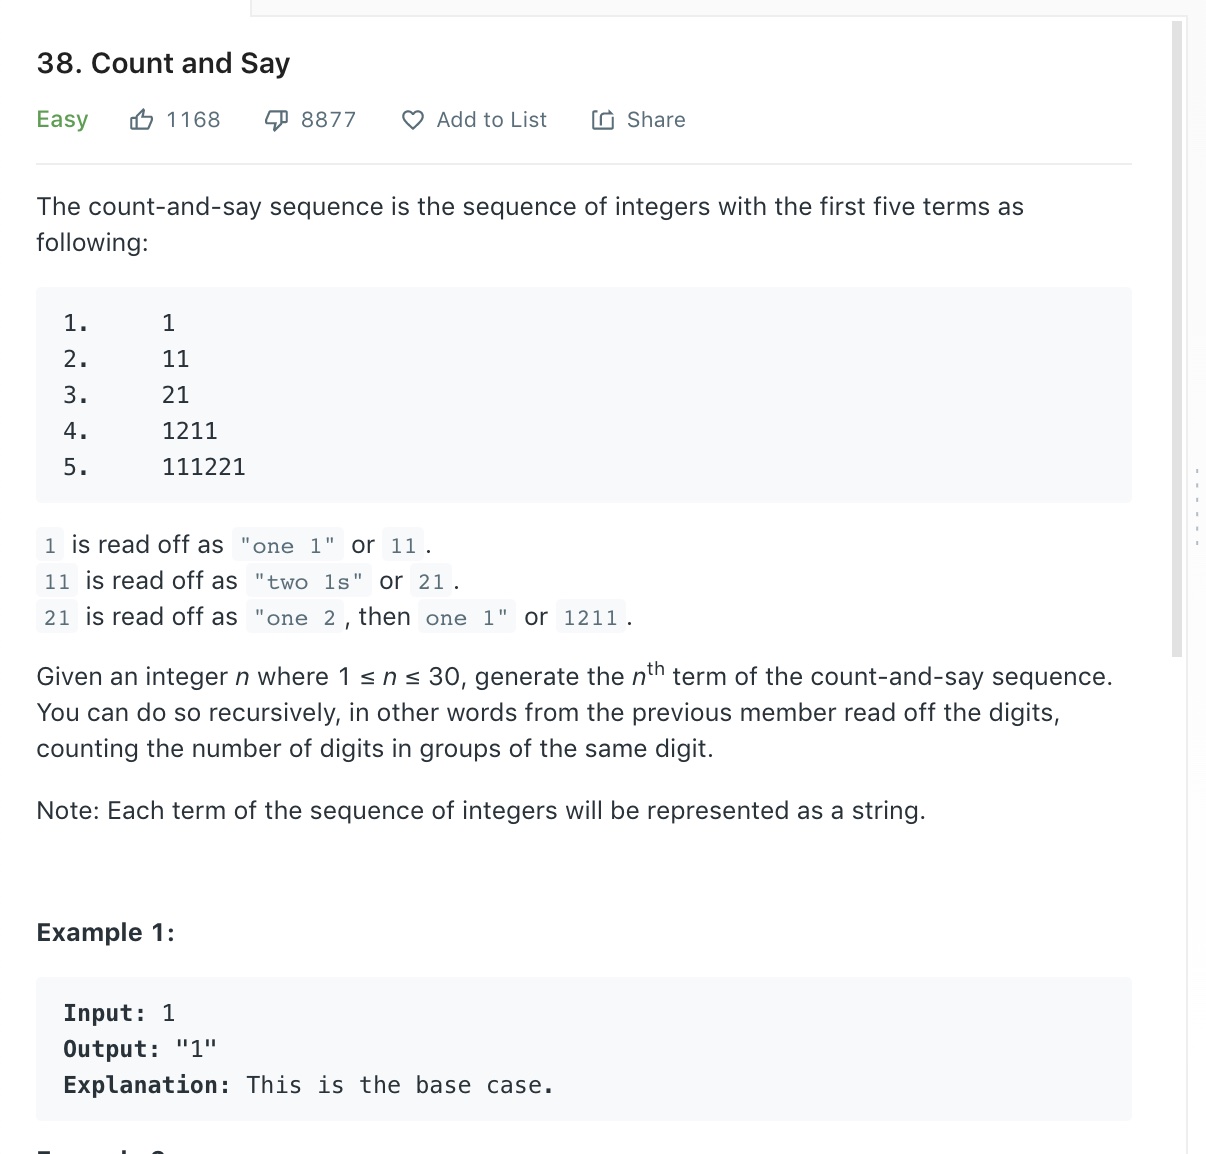 38. Count and Say
Easy 1168 8877 Add to List Share
The count-and-say sequence is the sequence of integers with the first five terms as
following:
1. 1
2. 11
3. 21
4. 1211
5. 111221
1 is read off as "one 1" or 11.
11 is read off as "two 1s" or 21.
21 is read off as "one 2, then one 1" or 1211.
Given an integer n where 1 ≤ n ≤ 30, generate the nth term of the count-and-say sequence.
You can do so recursively, in other words from the previous member read off the digits,
counting the number of digits in groups of the same digit.
Note: Each term of the sequence of integers will be represented as a string.
Example 1:
Input: 1
Output: "1"
Explanation: This is the base case.